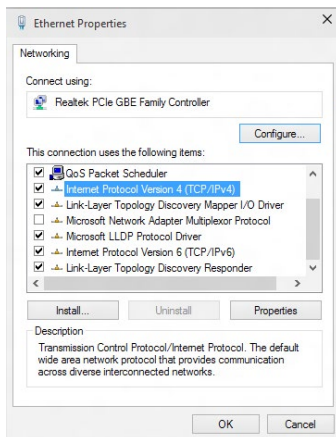 Ethernet Properties
Networking
Connect using:
Realtek PCIe GBE Family Controller
Configure...
This connection uses the following items:
QoS Packet Scheduler
Internet Protocol Version 4 (TCP/IPv4)
Link-Layer Topology Discovery Mapper I/O Driver
Microsoft Network Adapter Multiplexor Protocol
Microsoft LLDP Protocol Driver
Internet Protocol Version 6 (TCP/IPv6)
Link-Layer Topology Discovery Responder
Install...
Uninstall
Properties
Description
Transmission Control Protocol/Internet Protocol. The default
wide area network protocol that provides communication
across diverse interconnected networks.
OK
Cancel